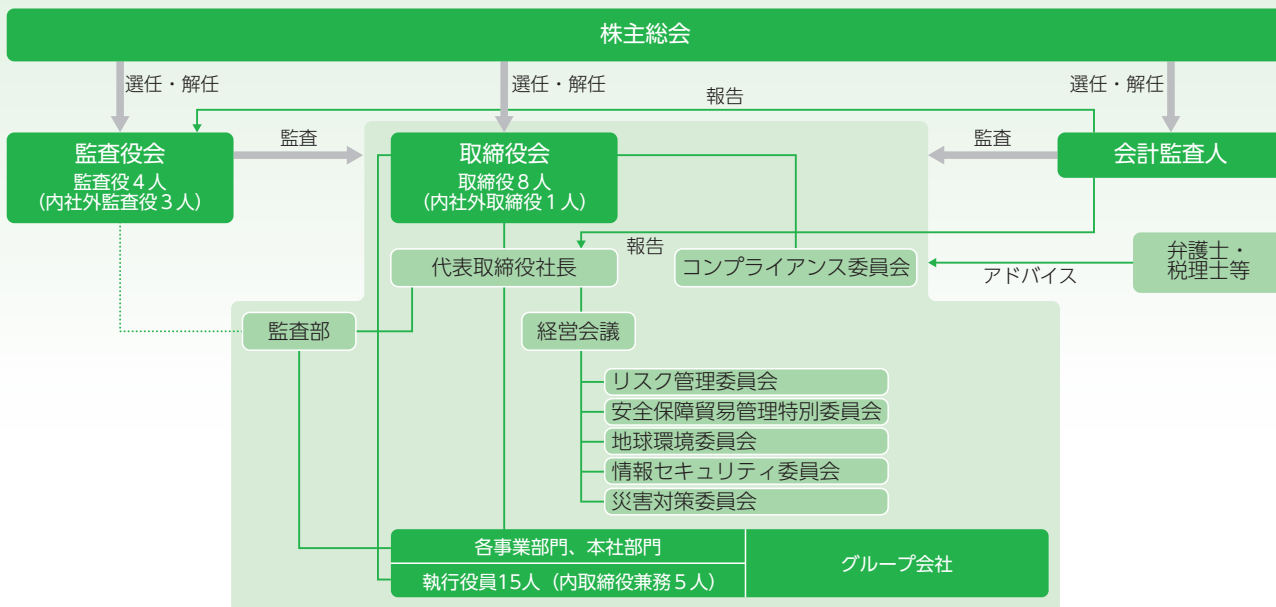 株主総会
選任・解任
選任・解任
選任・解任
報告
監査役会
監査役4人
(内社外監査役3人)
監査
取締役会
取締役8人
(内社外取締役1人)
監査
会計監査人
報告
代表取締役社長
コンプライアンス委員会
アドバイス
弁護士・
税理士等
監査部
経営会議
リスク管理委員会
安全保障貿易管理特別委員会
地球環境委員会
情報セキュリティ委員会
災害対策委員会
各事業部門、本社部門
執行役員15人(内取締役兼務5人)
グループ会社